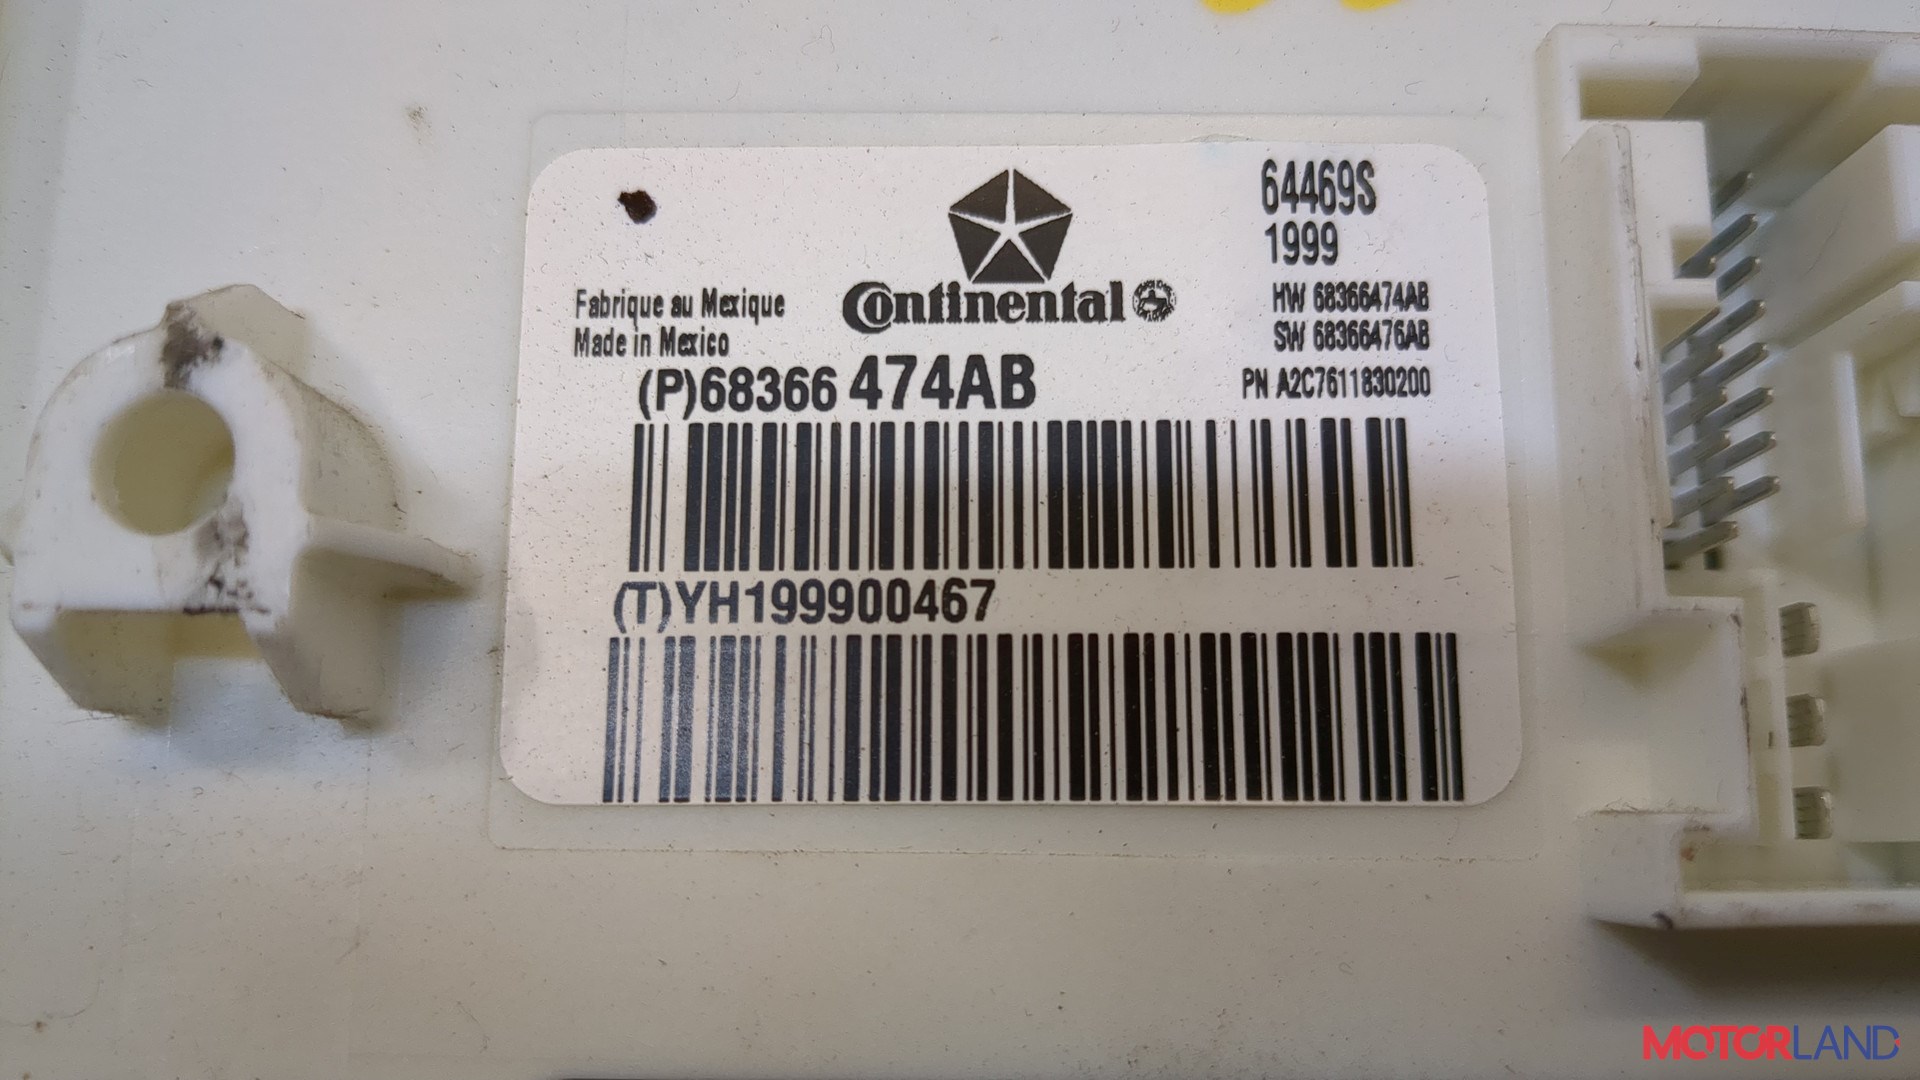 64469S
1999
Fabrique au Mexique
Made in Mexico
Continental
HW 68366474AB
SW 68366476AB
PN A2C7611830200
(P)68366 474AB
(T)YH199900467
MOTORLAND